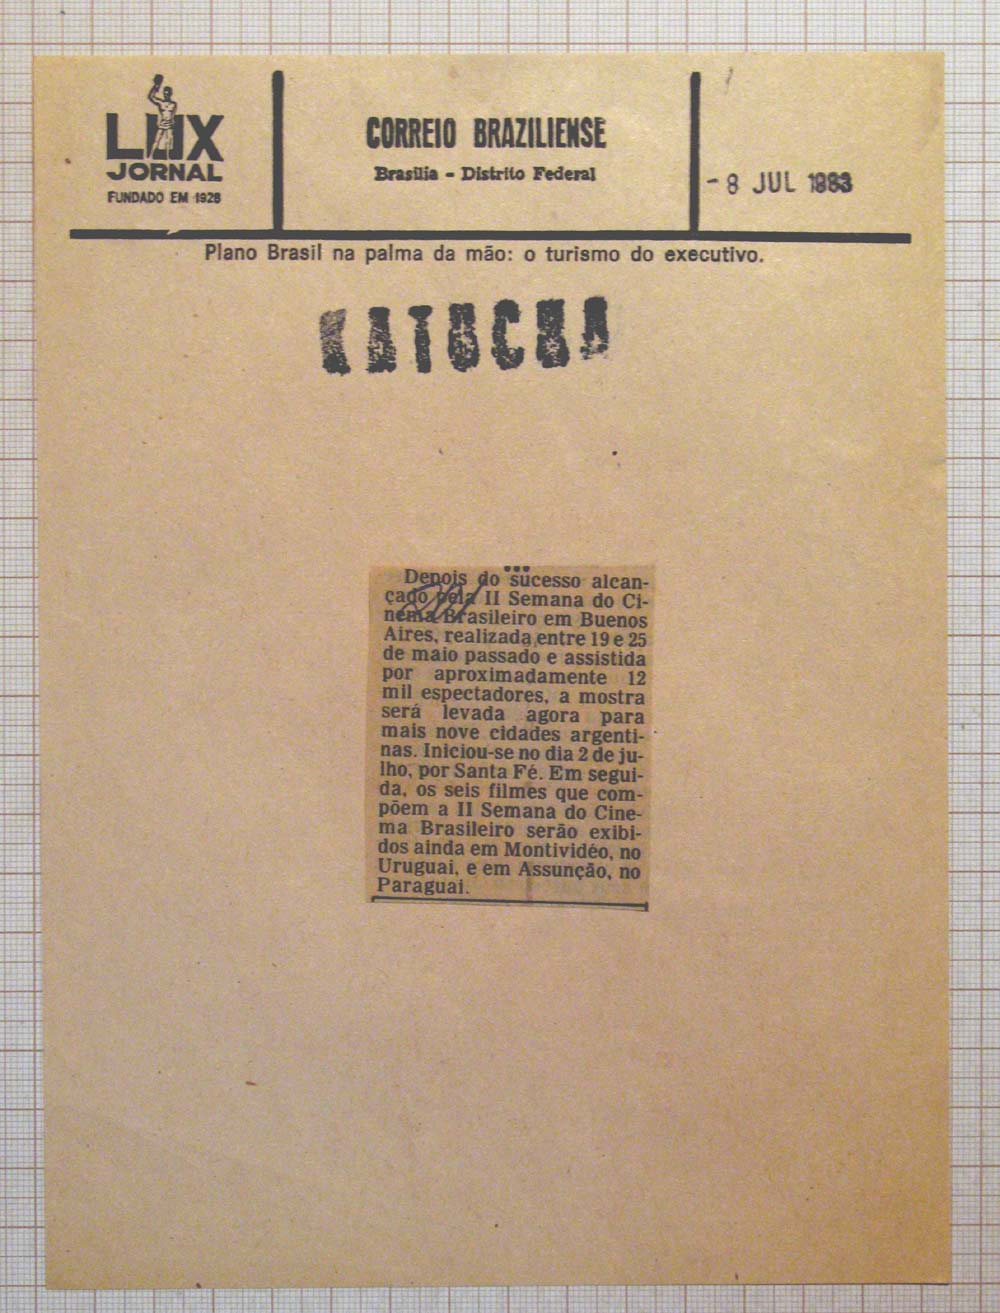 LUX
JORNAL
FUNDADO EM 1928
CORREIO BRAZILIENSE
Brasília - Distrito Federal
- 8 JUL 1983
Plano Brasil na palma da mão: o turismo do executivo.
KATUCHA
•••
Depois do sucesso alcan-
çado pela II Semana do Ci-
nema Brasileiro em Buenos
Aires, realizada entre 19 e 25
de maio passado e assistida
por aproximadamente 12
mil espectadores, a mostra
será levada agora para
mais nove cidades argenti-
nas. Iniciou-se no dia 2 de ju-
lho, por Santa Fé. Em segui-
da, os seis filmes que com-
põem a II Semana do Cine-
ma Brasileiro serão exibi-
dos ainda em Montividéo, no
Uruguai, e em Assunção, no
Paraguai.